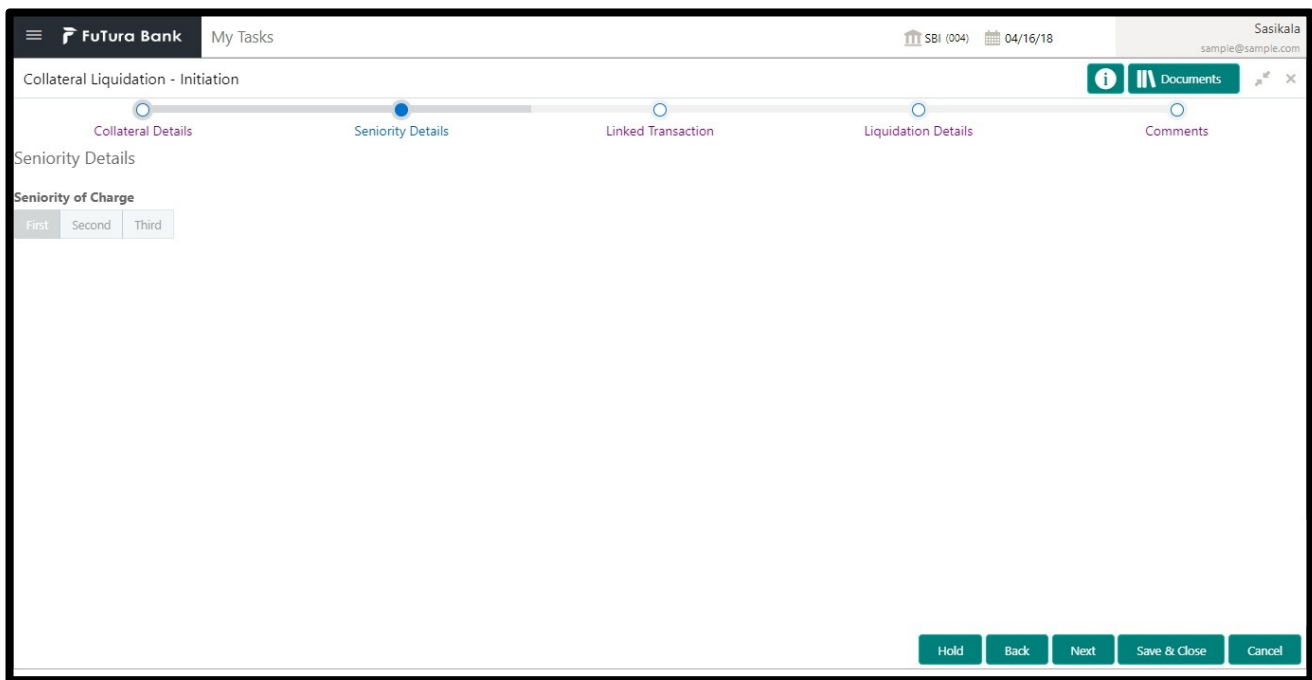 FuTura Bank My Tasks SBI (004) 04/16/18 Sasikala
sample@sample.com
Collateral Liquidation - Initiation i Documents
Collateral Details Seniority Details Linked Transaction Liquidation Details Comments
Seniority Details
Seniority of Charge
First Second Third
Hold Back Next Save & Close Cancel